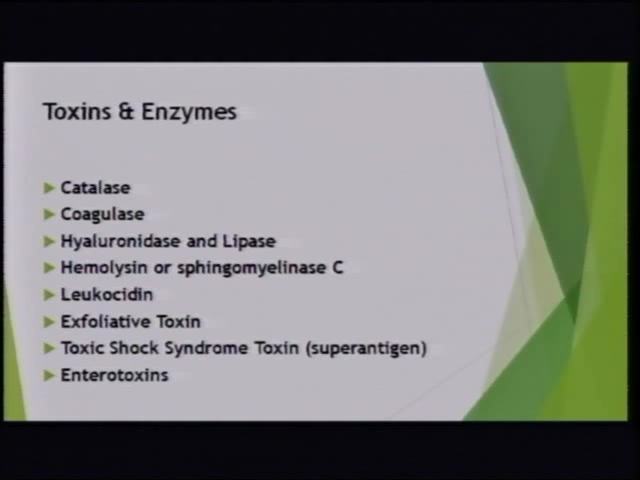 Toxins & Enzymes
Catalase
Coagulase
Hyaluronidase and Lipase
Hemolysin or sphingomyelinase C
Leukocidin
Exfoliative Toxin
Toxic Shock Syndrome Toxin (superantigen)
Enterotoxins